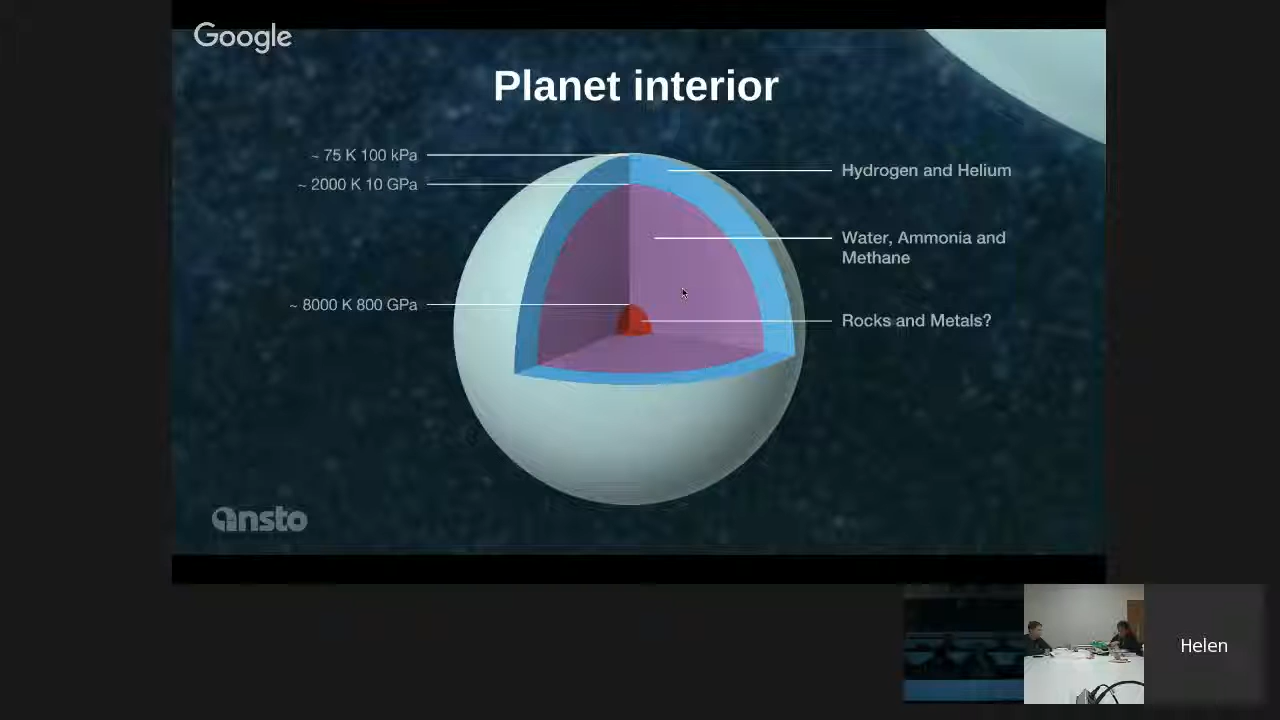 Google
Planet interior
~ 75 K 100 kPa
~ 2000 K 10 GPa
~ 8000 K 800 GPa
Hydrogen and Helium
Water, Ammonia and
Methane
Rocks and Metals?
ansto
Helen